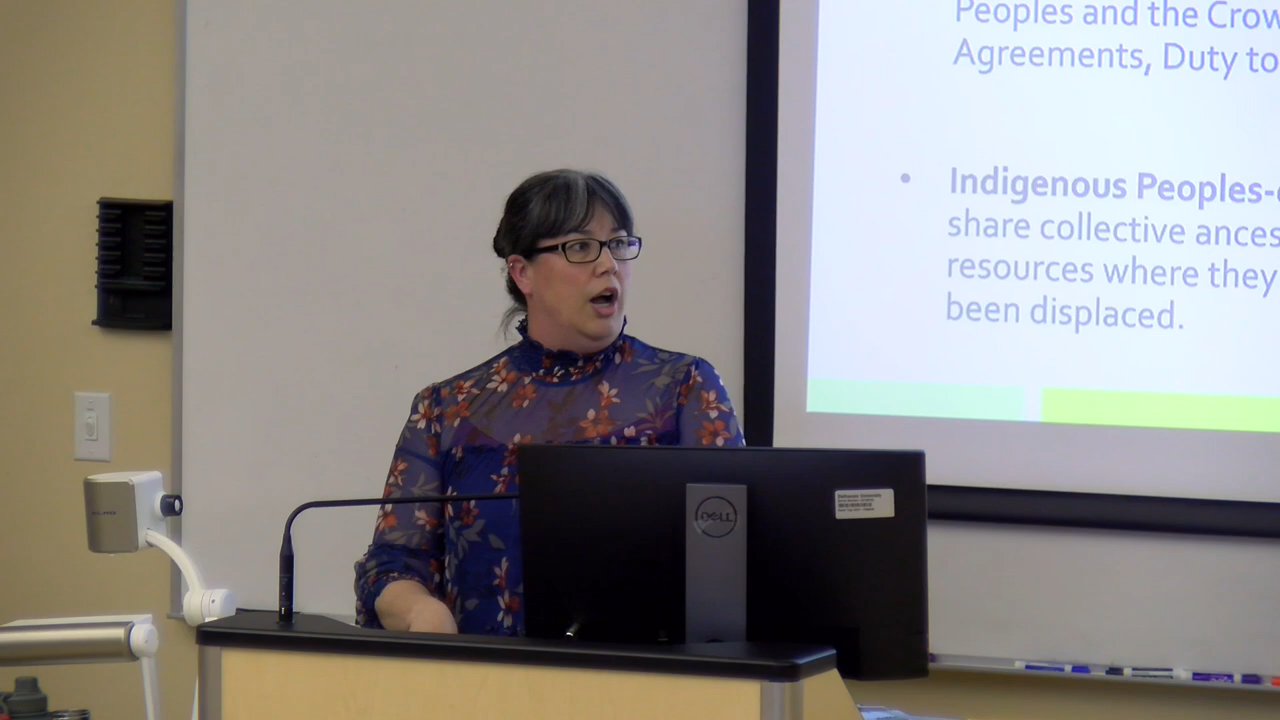 Peoples and the Crow
Agreements, Duty to
• Indigenous Peoples-
share collective ances
resources where they
been displaced.
DELL
Dalhousie University